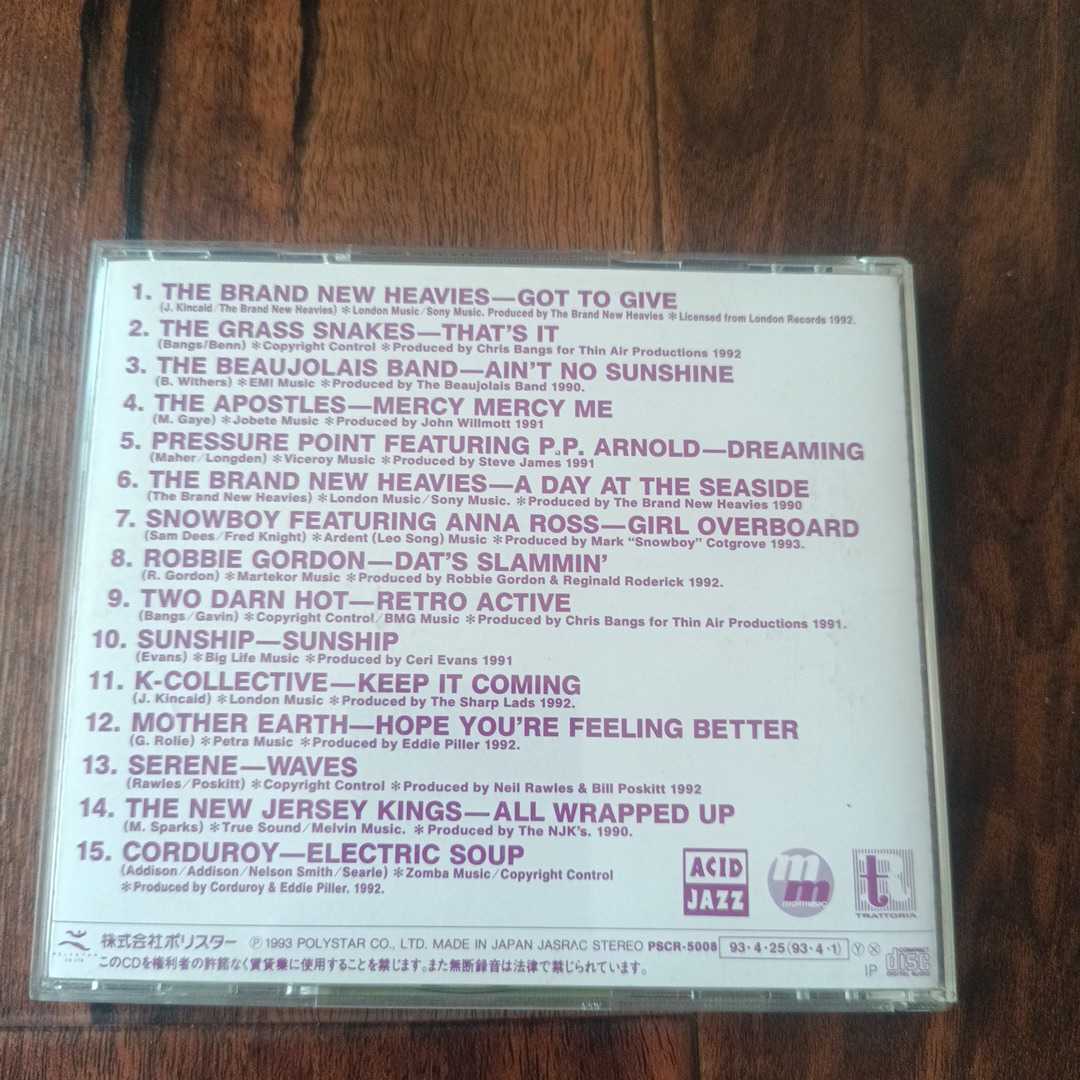 1. THE BRAND NEW HEAVIES—GOT TO GIVE
(J. Kincaid/The Brand New Heavies) *London Music/Sony Music. Produced by The Brand New Heavies *Licensed from London Records 1992.
2. THE GRASS SNAKES—THAT'S IT
(Bangs/Benn) *Copyright Control *Produced by Chris Bangs for Thin Air Productions 1992
3. THE BEAUJOLAIS BAND—AIN'T NO SUNSHINE
(B. Withers) *EMI Music *Produced by The Beaujolais Band 1990.
4. THE APOSTLES—MERCY MERCY ME
(M. Gaye) *Jobete Music *Produced by John Willmott 1991
5. PRESSURE POINT FEATURING P.P. ARNOLD—DREAMING
(Maher/Longden) *Viceroy Music *Produced by Steve James 1991
6. THE BRAND NEW HEAVIES—A DAY AT THE SEASIDE
(The Brand New Heavies) *London Music/Sony Music. *Produced by The Brand New Heavies 1990
7. SNOWBOY FEATURING ANNA ROSS—GIRL OVERBOARD
(Sam Dees/Fred Knight) *Ardent (Leo Song) Music *Produced by Mark "Snowboy" Cotgrove 1993.
8. ROBBIE GORDON—DAT'S SLAMMIN'
(R. Gordon) *Martekor Music *Produced by Robbie Gordon & Reginald Roderick 1992.
9. TWO DARN HOT—RETRO ACTIVE
(Bangs/Gavin) *Copyright Control/BMG Music *Produced by Chris Bangs for Thin Air Productions 1991.
10. SUNSHIP—SUNSHIP
(Evans) *Big Life Music *Produced by Ceri Evans 1991
11. K-COLLECTIVE—KEEP IT COMING
(J. Kincaid) *London Music *Produced by The Sharp Lads 1992.
12. MOTHER EARTH—HOPE YOU'RE FEELING BETTER
(G. Rolie) *Petra Music *Produced by Eddie Piller 1992.
13. SERENE—WAVES
(Rawles/Poskitt) *Copyright Control *Produced by Neil Rawles & Bill Poskitt 1992
14. THE NEW JERSEY KINGS—ALL WRAPPED UP
(M. Sparks) *True Sound/Melvin Music. *Produced by The NJK's. 1990.
15. CORDUROY—ELECTRIC SOUP
(Addison/Addison/Nelson Smith/Searle) *Zomba Music/Copyright Control
*Produced by Corduroy & Eddie Piller. 1992.
ACID JAZZ
mm
t
TRATTORIA
株式会社ポリスター Ⓟ 1993 POLYSTAR CO., LTD. MADE IN JAPAN JASRAC STEREO PSCR-5008 93・4・25(93・4・1) Ⓨ Ⓧ
このCDを権利者の許諾なく賃貸業に使用することを禁じます。また無断録音は法律で禁じられています。 IP COMPACT disc DIGITAL AUDIO